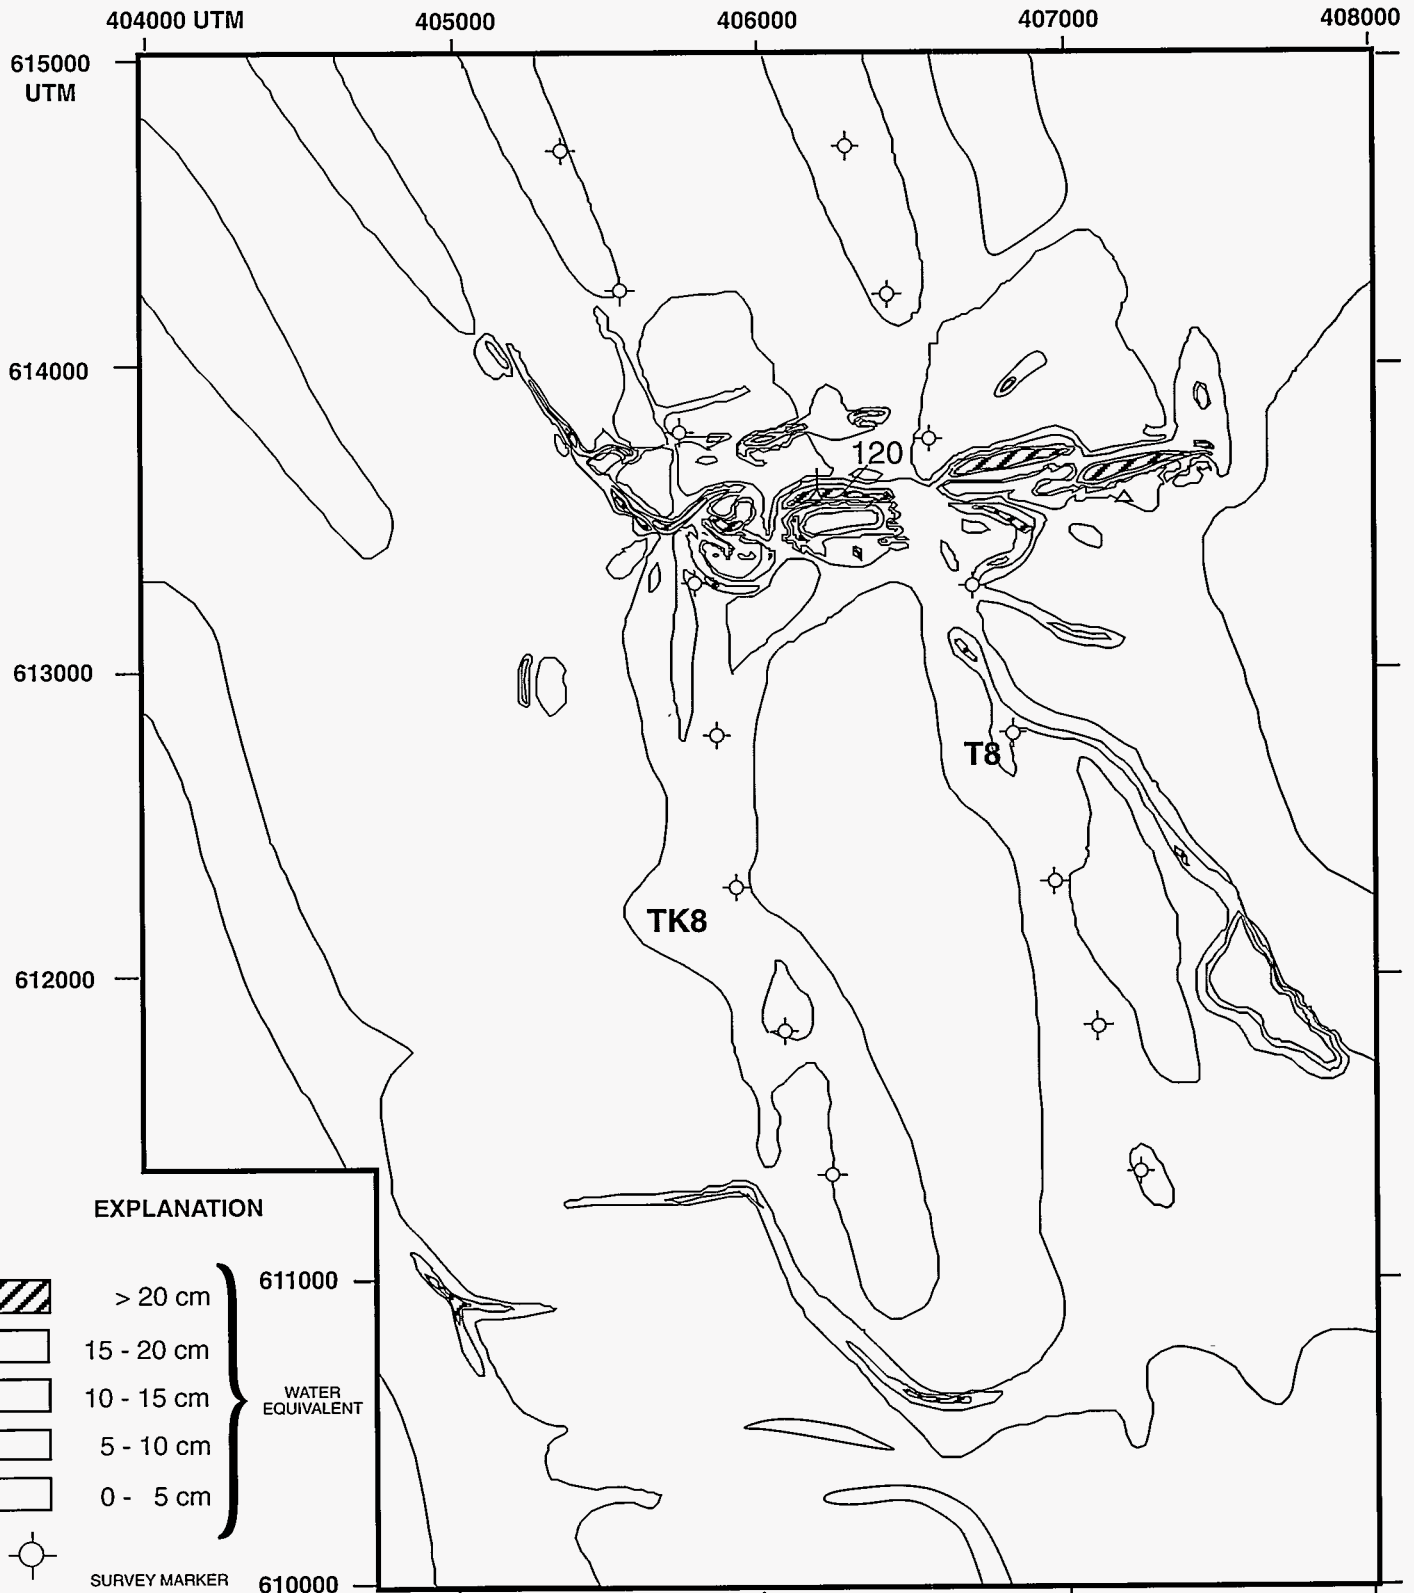 404000 UTM 405000 406000 407000 408000
615000
UTM
614000
120
613000
T8
TK8
612000
EXPLANATION
611000
> 20 cm
15 - 20 cm
10 - 15 cm
WATER
EQUIVALENT
5 - 10 cm
0 - 5 cm
SURVEY MARKER
610000